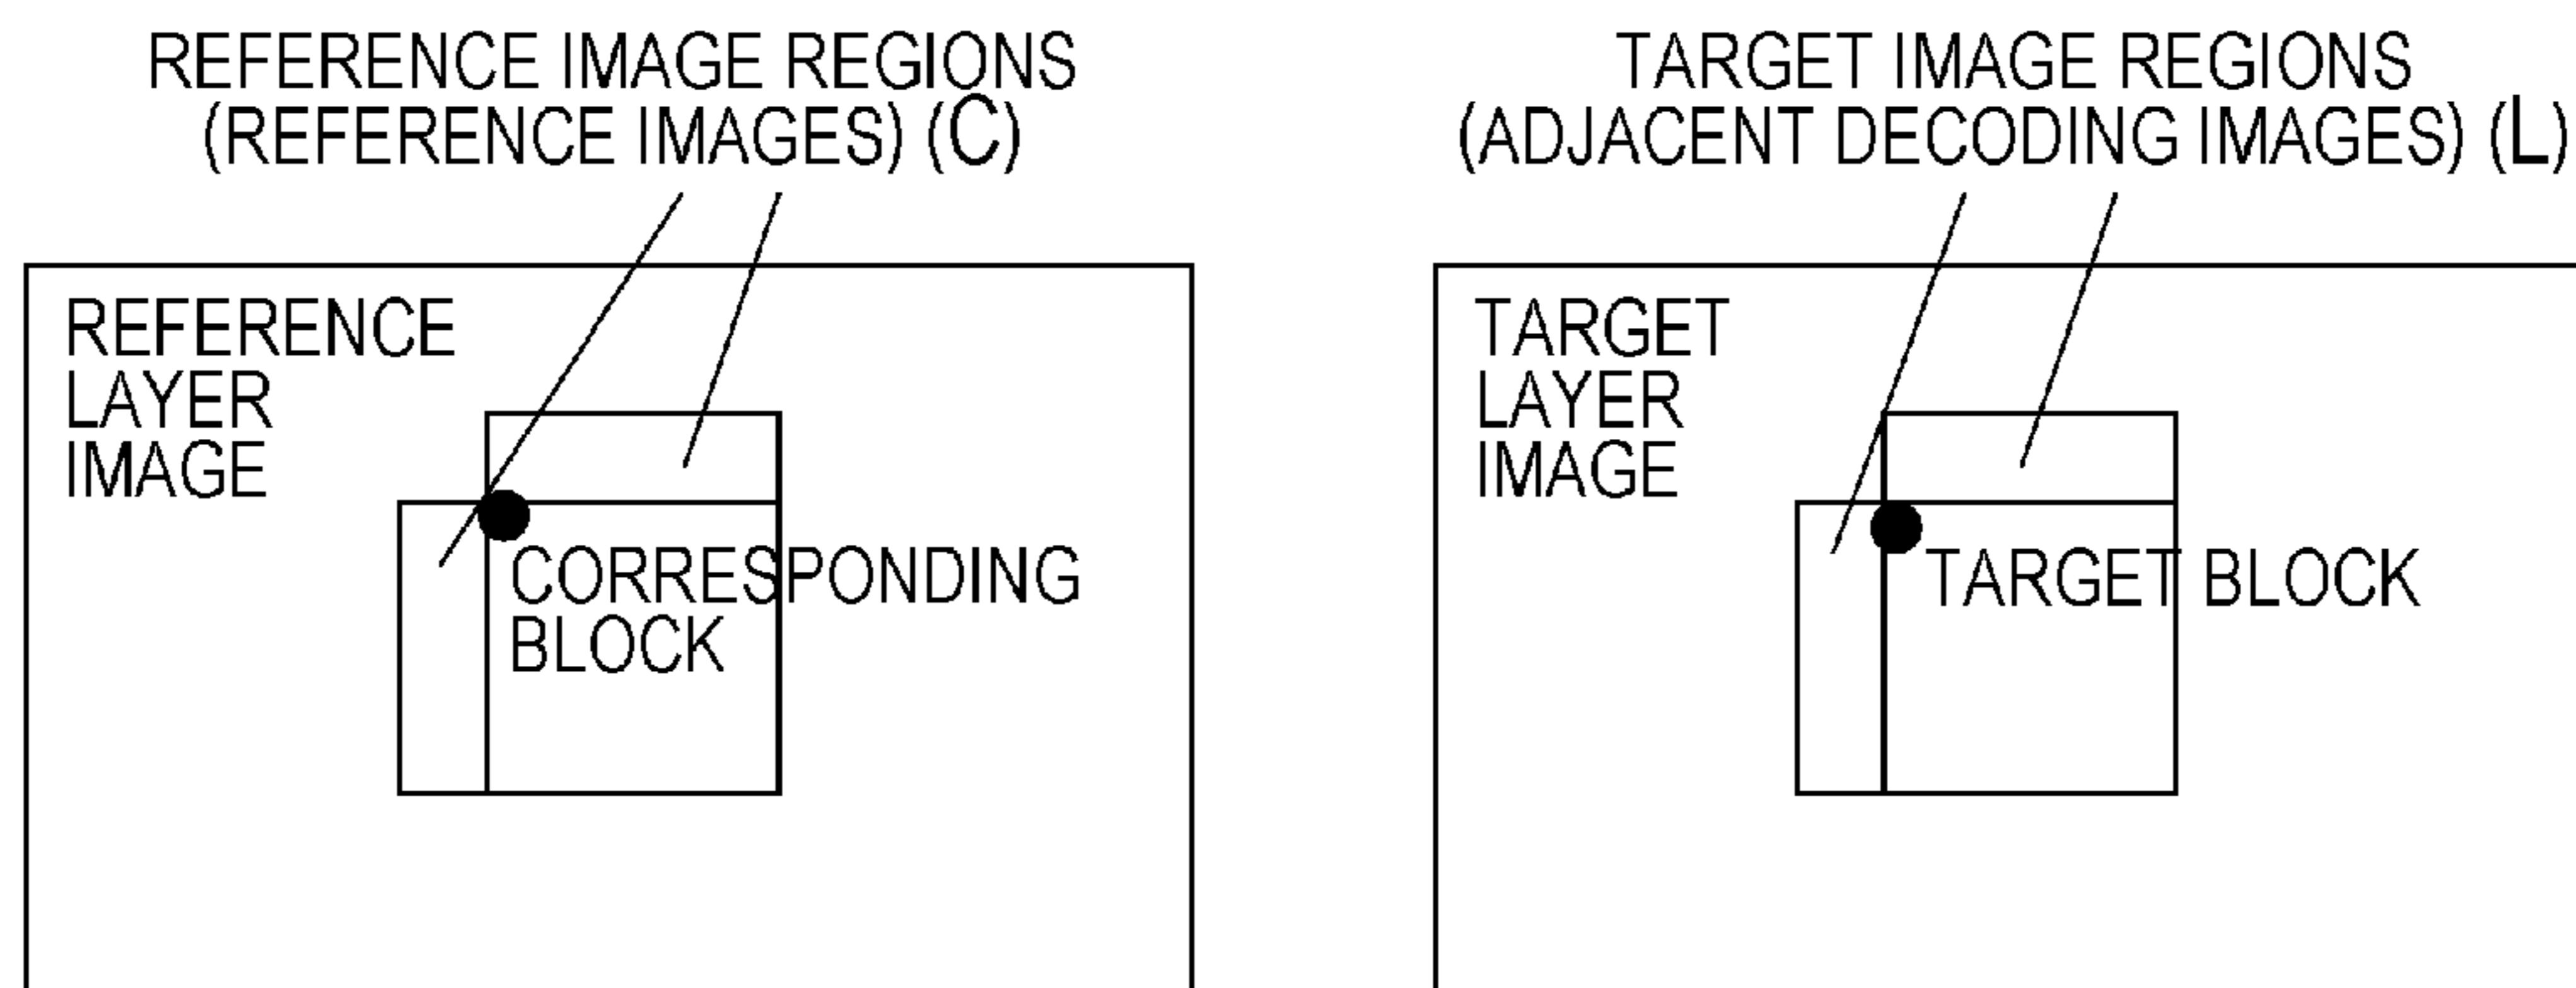 REFERENCE IMAGE REGIONS
(REFERENCE IMAGES) (C)
REFERENCE
LAYER
IMAGE
CORRESPONDING
BLOCK
TARGET IMAGE REGIONS
(ADJACENT DECODING IMAGES) (L)
TARGET
LAYER
IMAGE
TARGET BLOCK